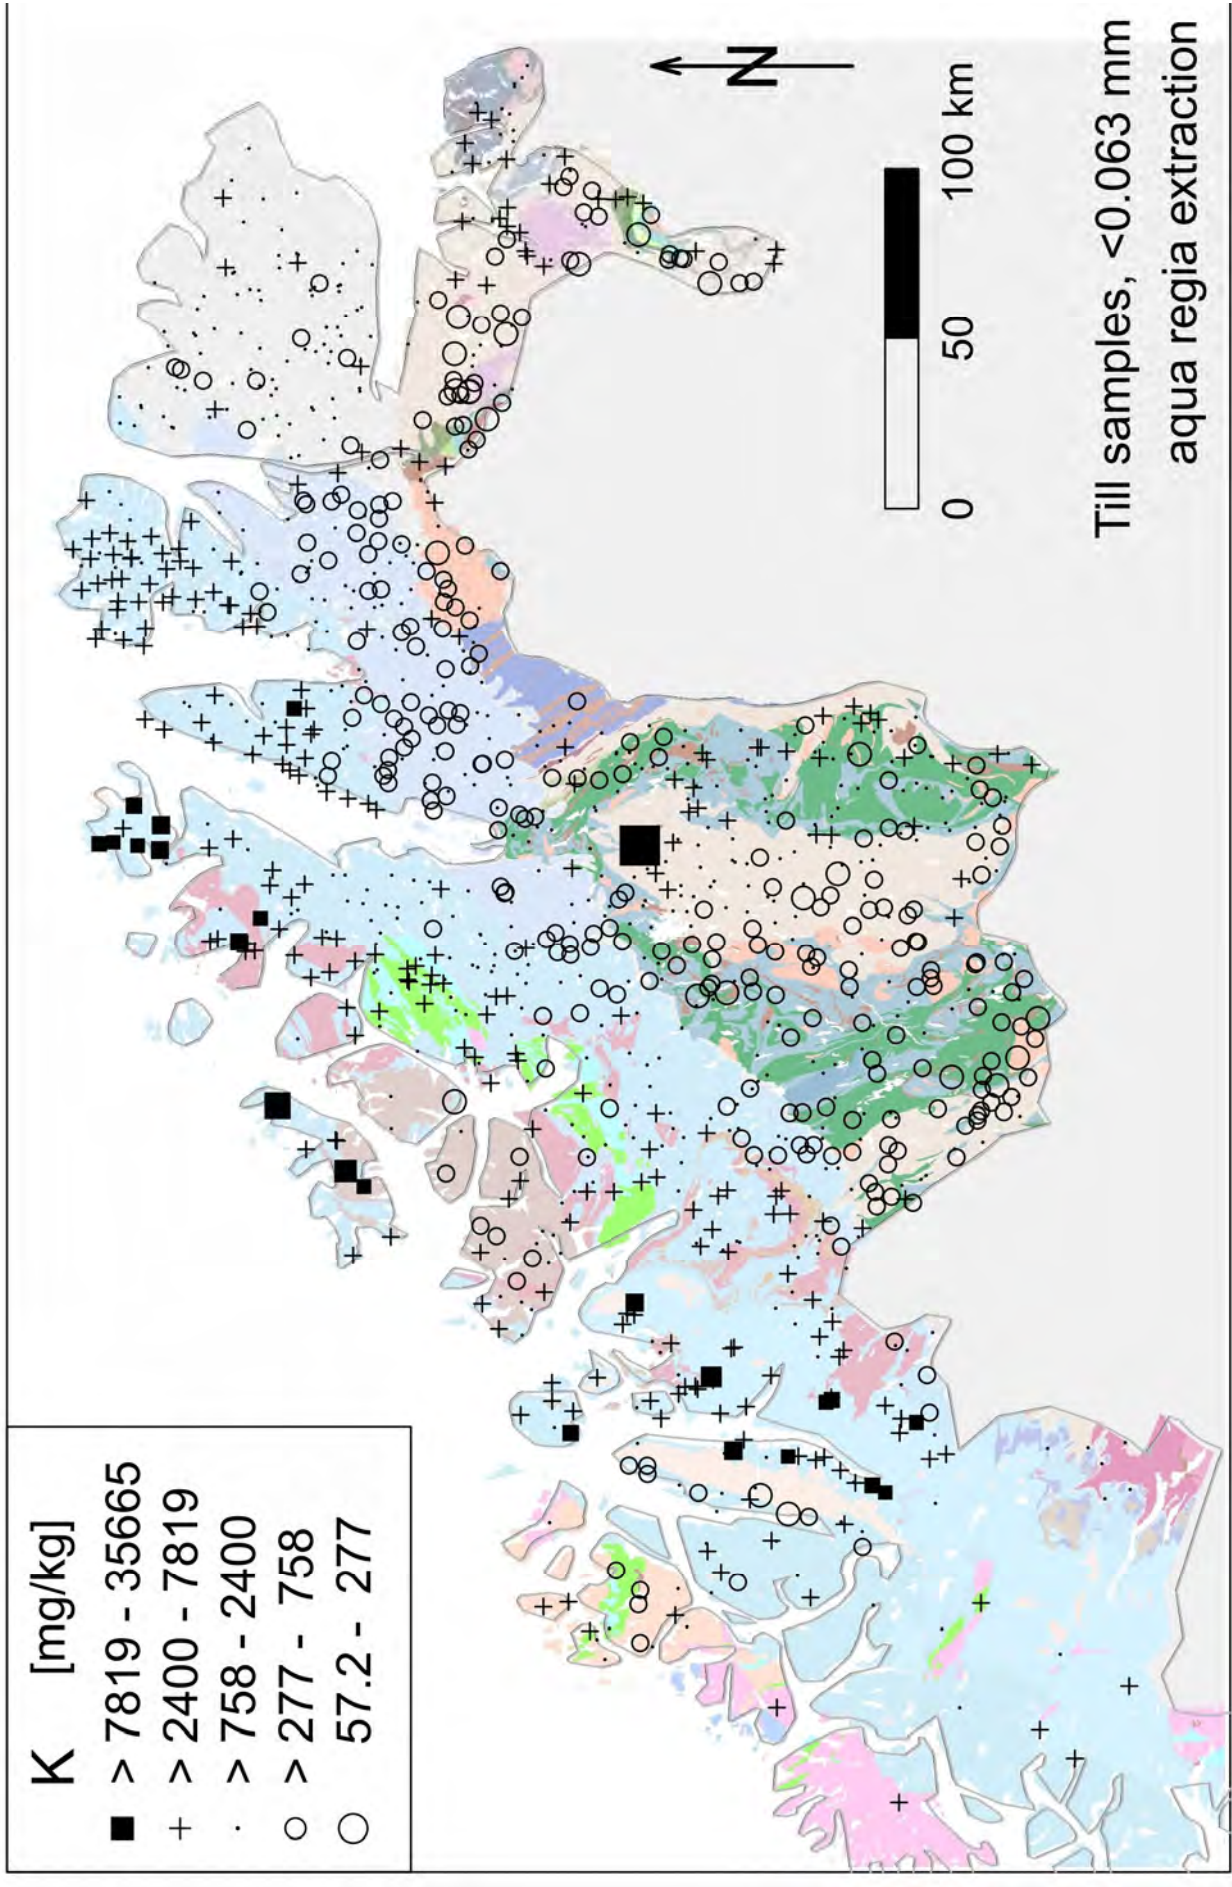 K [mg/kg]
> 7819 - 35665
> 2400 - 7819
> 758 - 2400
> 277 - 758
57.2 - 277
N
0 50 100 km
Till samples, <0.063 mm
aqua regia extraction